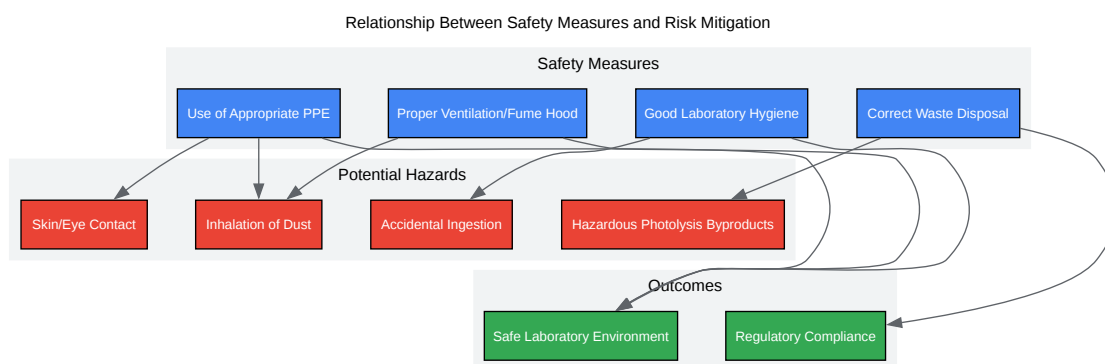 Relationship Between Safety Measures and Risk Mitigation
Safety Measures
Use of Appropriate PPE
Proper Ventilation/Fume Hood
Good Laboratory Hygiene
Correct Waste Disposal
Potential Hazards
Skin/Eye Contact
Inhalation of Dust
Accidental Ingestion
Hazardous Photolysis Byproducts
Outcomes
Safe Laboratory Environment
Regulatory Compliance